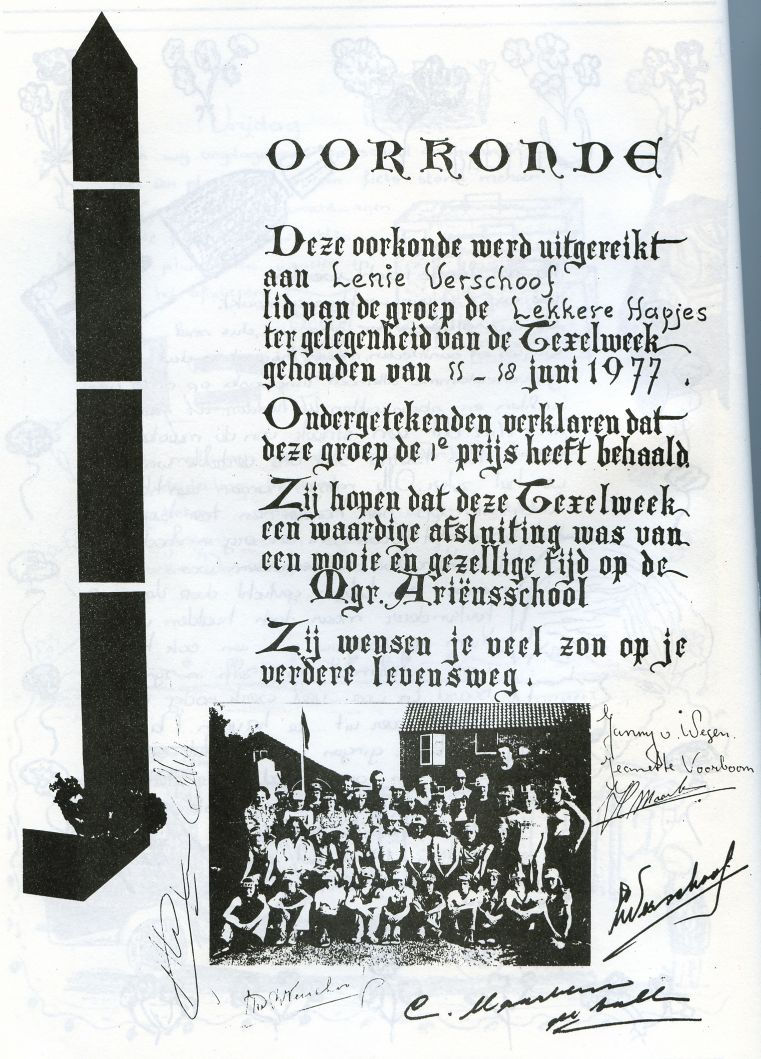 OORKONDE
Deze oorkonde werd uitgereikt
aan Lenie Verschoof
lid van de groep de Lekkere Hapjes
ter gelegenheid van de Texelweek
gehouden van 11 - 18 juni 1977.
Ondergetekenden verklaren dat
deze groep de 1e prijs heeft behaald.
Zij hopen dat deze Texelweek
een waardige afsluiting was van
een mooie en gezellige tijd op de
Mgr. Ariënsschool
Zij wensen je veel zon op je
verdere levensweg.
Janny v. Wegen.
Jeanette Voorboom
Verschoof